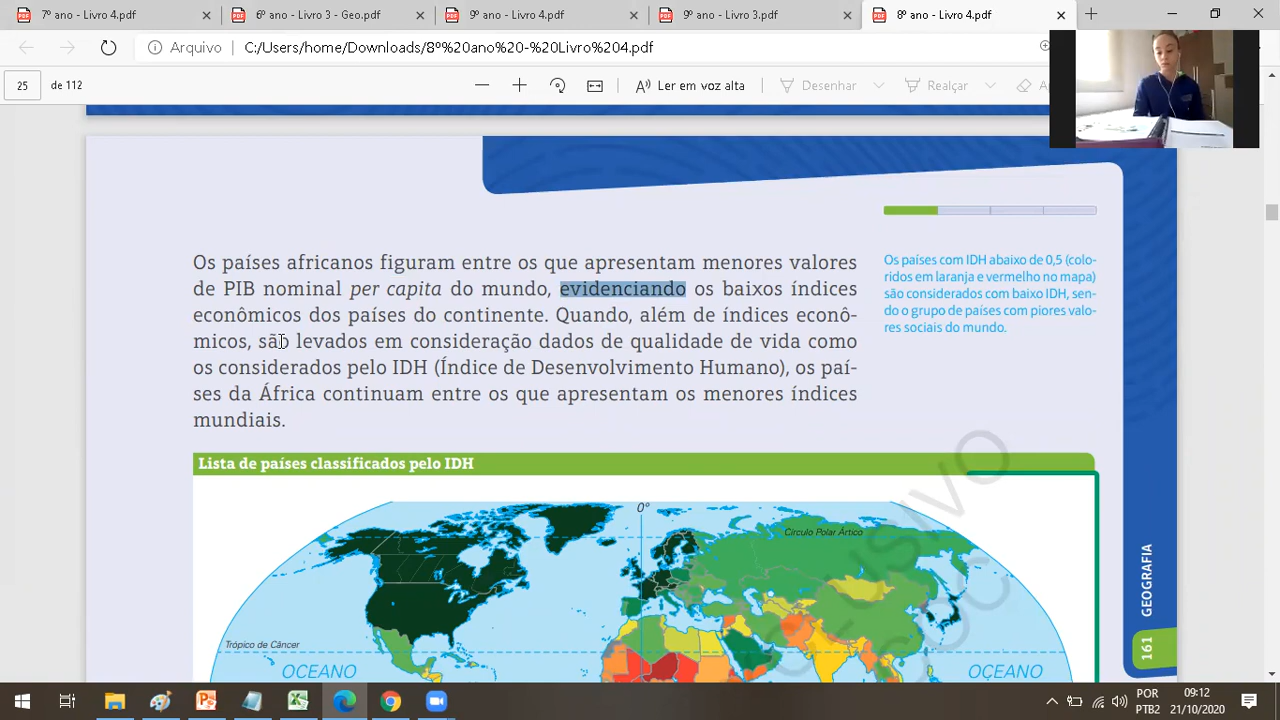 7º ano - Livro 4.pdf
6º ano - Livro 3 - Geo.pdf
9º ano - Livro 4.pdf
9º ano - Livro 3.pdf
8º ano - Livro 4.pdf
Arquivo
C:/Users/home/Downloads/8º%20ano%20-%20Livro%204.pdf
25 de 112
Ler em voz alta
Desenhar
Realçar
Os países africanos figuram entre os que apresentam menores valores
de PIB nominal per capita do mundo, evidenciando os baixos índices
econômicos dos países do continente. Quando, além de índices econô-
micos, são levados em consideração dados de qualidade de vida como
os considerados pelo IDH (Índice de Desenvolvimento Humano), os paí-
ses da África continuam entre os que apresentam os menores índices
mundiais.
Os países com IDH abaixo de 0,5 (colo-
ridos em laranja e vermelho no mapa)
são considerados com baixo IDH, sen-
do o grupo de países com piores valo-
res sociais do mundo.
Lista de países classificados pelo IDH
0°
Círculo Polar Ártico
Trópico de Câncer
OCEANO
OCEANO
GEOGRAFIA
161
POR
PTB2
09:12
21/10/2020